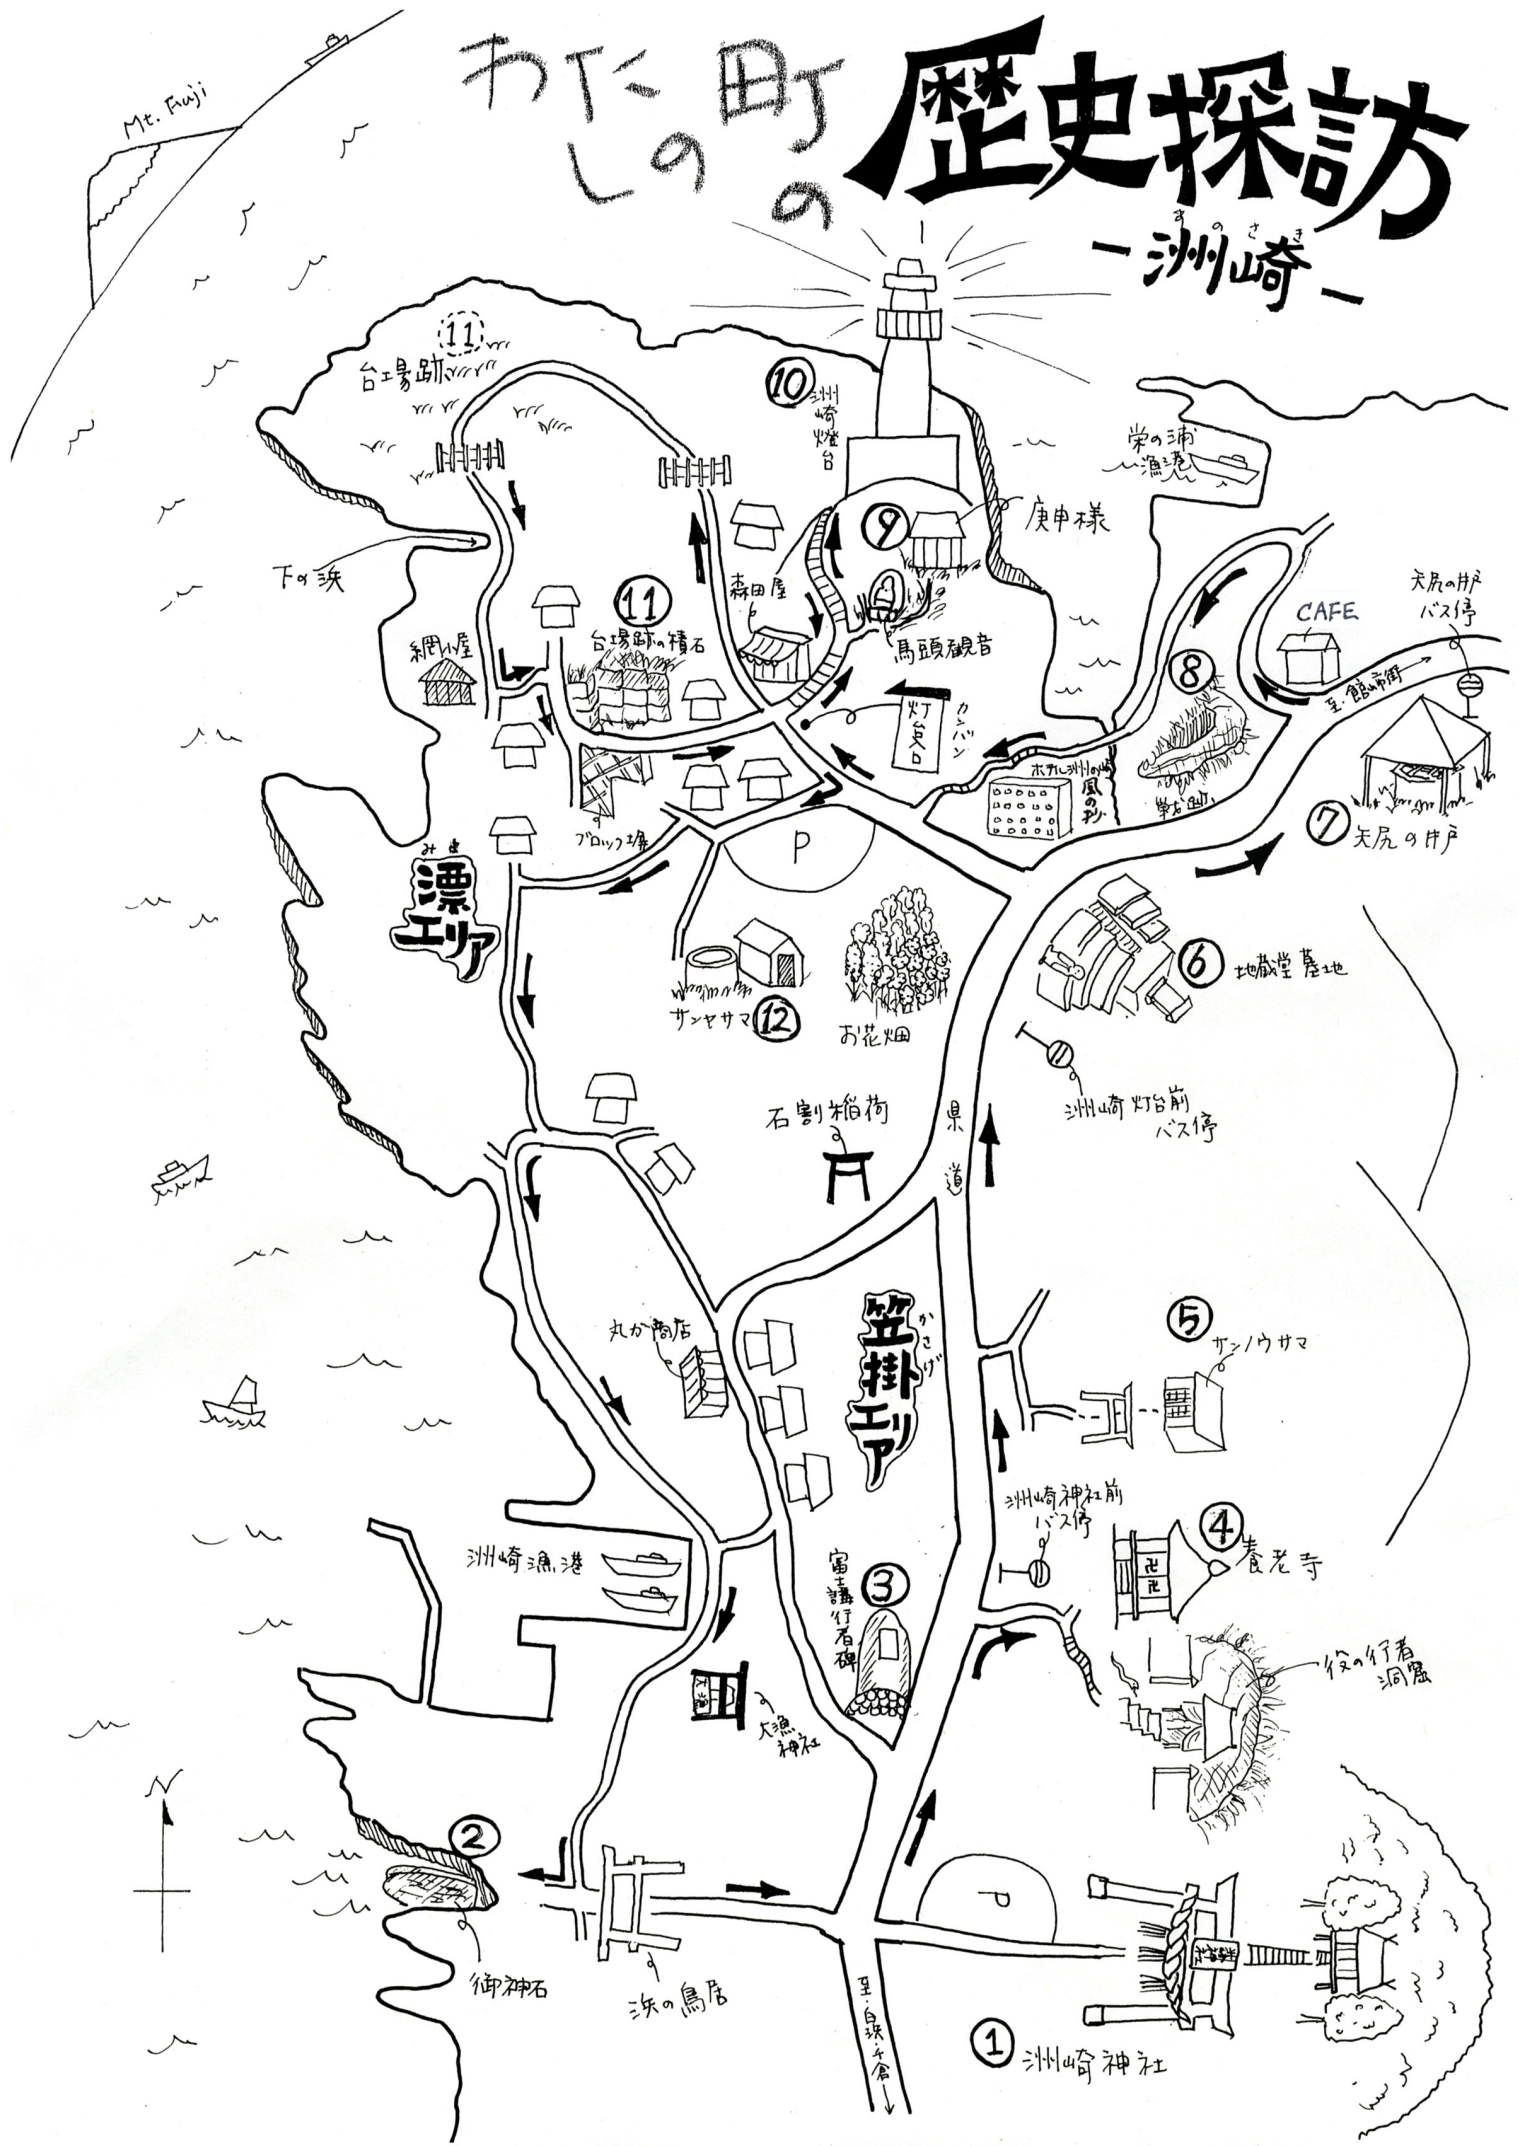 わたしの町の
歴史探訪
すのさき
ー洲崎ー
Mt. Fuji
11
台場跡
10
洲崎燈台
栄の浦
漁港
9
庚申様
下の浜
森田屋
11
台場跡の積石
馬頭観音
網小屋
CAFE
矢尻の井戸
バス停
8
至・館山市街
カンバン
灯台入口
ホテル洲の崎
風の抄
ブロック塀
P
7
矢尻の井戸
みよ
澪エリア
6
地蔵堂墓地
サンヤサマ
12
お花畑
洲崎灯台前
バス停
石割稲荷
県道
5
サンノウサマ
丸が商店
かさげ
笠掛エリア
洲崎神社前
バス停
4
養老寺
卍
卍
洲崎漁港
富士講行者碑
3
役の行者
洞窟
大漁
神社
N
2
御神石
浜の鳥居
P
至・白浜・千倉
1
洲崎神社